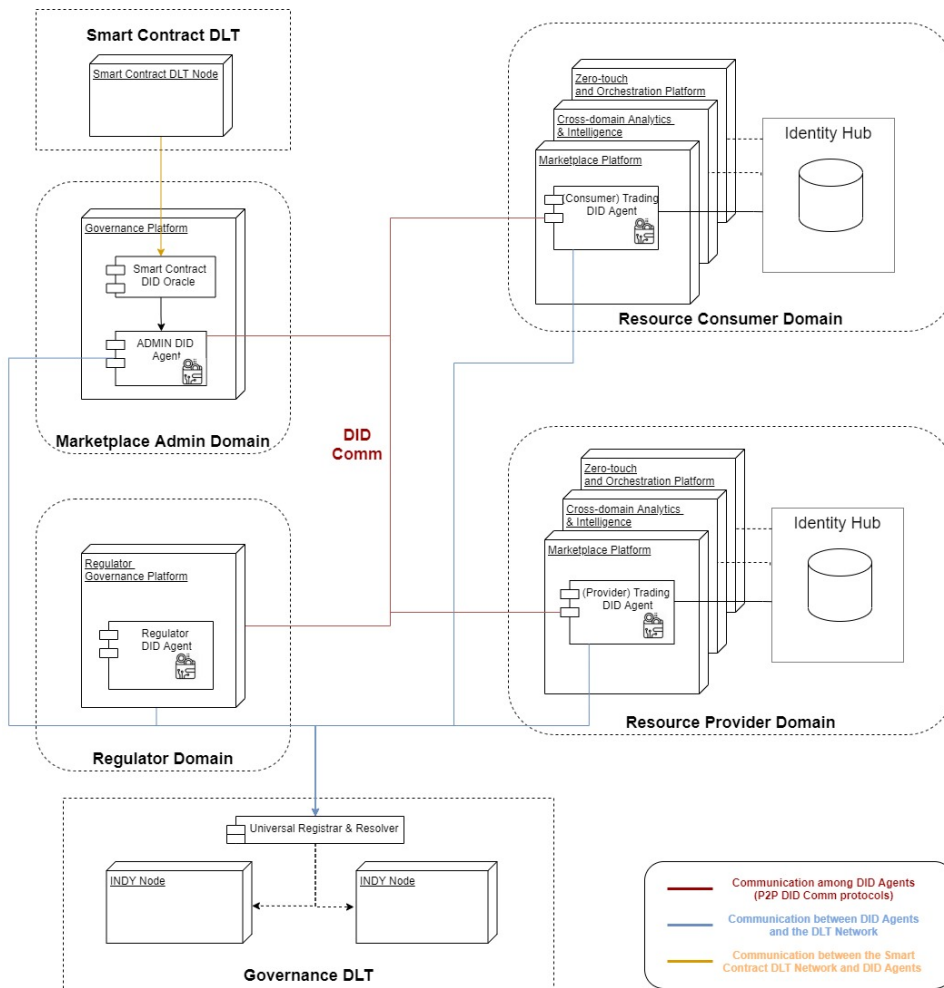 Smart Contract DLT
Smart Contract DLT Node
Governance Platform
Smart Contract
DID Oracle
ADMIN DID
Agent
Marketplace Admin Domain
Zero-touch
and Orchestration Platform
Cross-domain Analytics
& Intelligence
Marketplace Platform
(Consumer) Trading
DID Agent
Identity Hub
Resource Consumer Domain
DID
Comm
Regulator
Governance Platform
Regulator
DID Agent
Regulator Domain
Zero-touch
and Orchestration Platform
Cross-domain Analytics
& Intelligence
Marketplace Platform
(Provider) Trading
DID Agent
Identity Hub
Resource Provider Domain
Universal Registrar & Resolver
INDY Node
INDY Node
Governance DLT
Communication among DID Agents
(P2P DID Comm protocols)
Communication between DID Agents
and the DLT Network
Communication between the Smart
Contract DLT Network and DID Agents